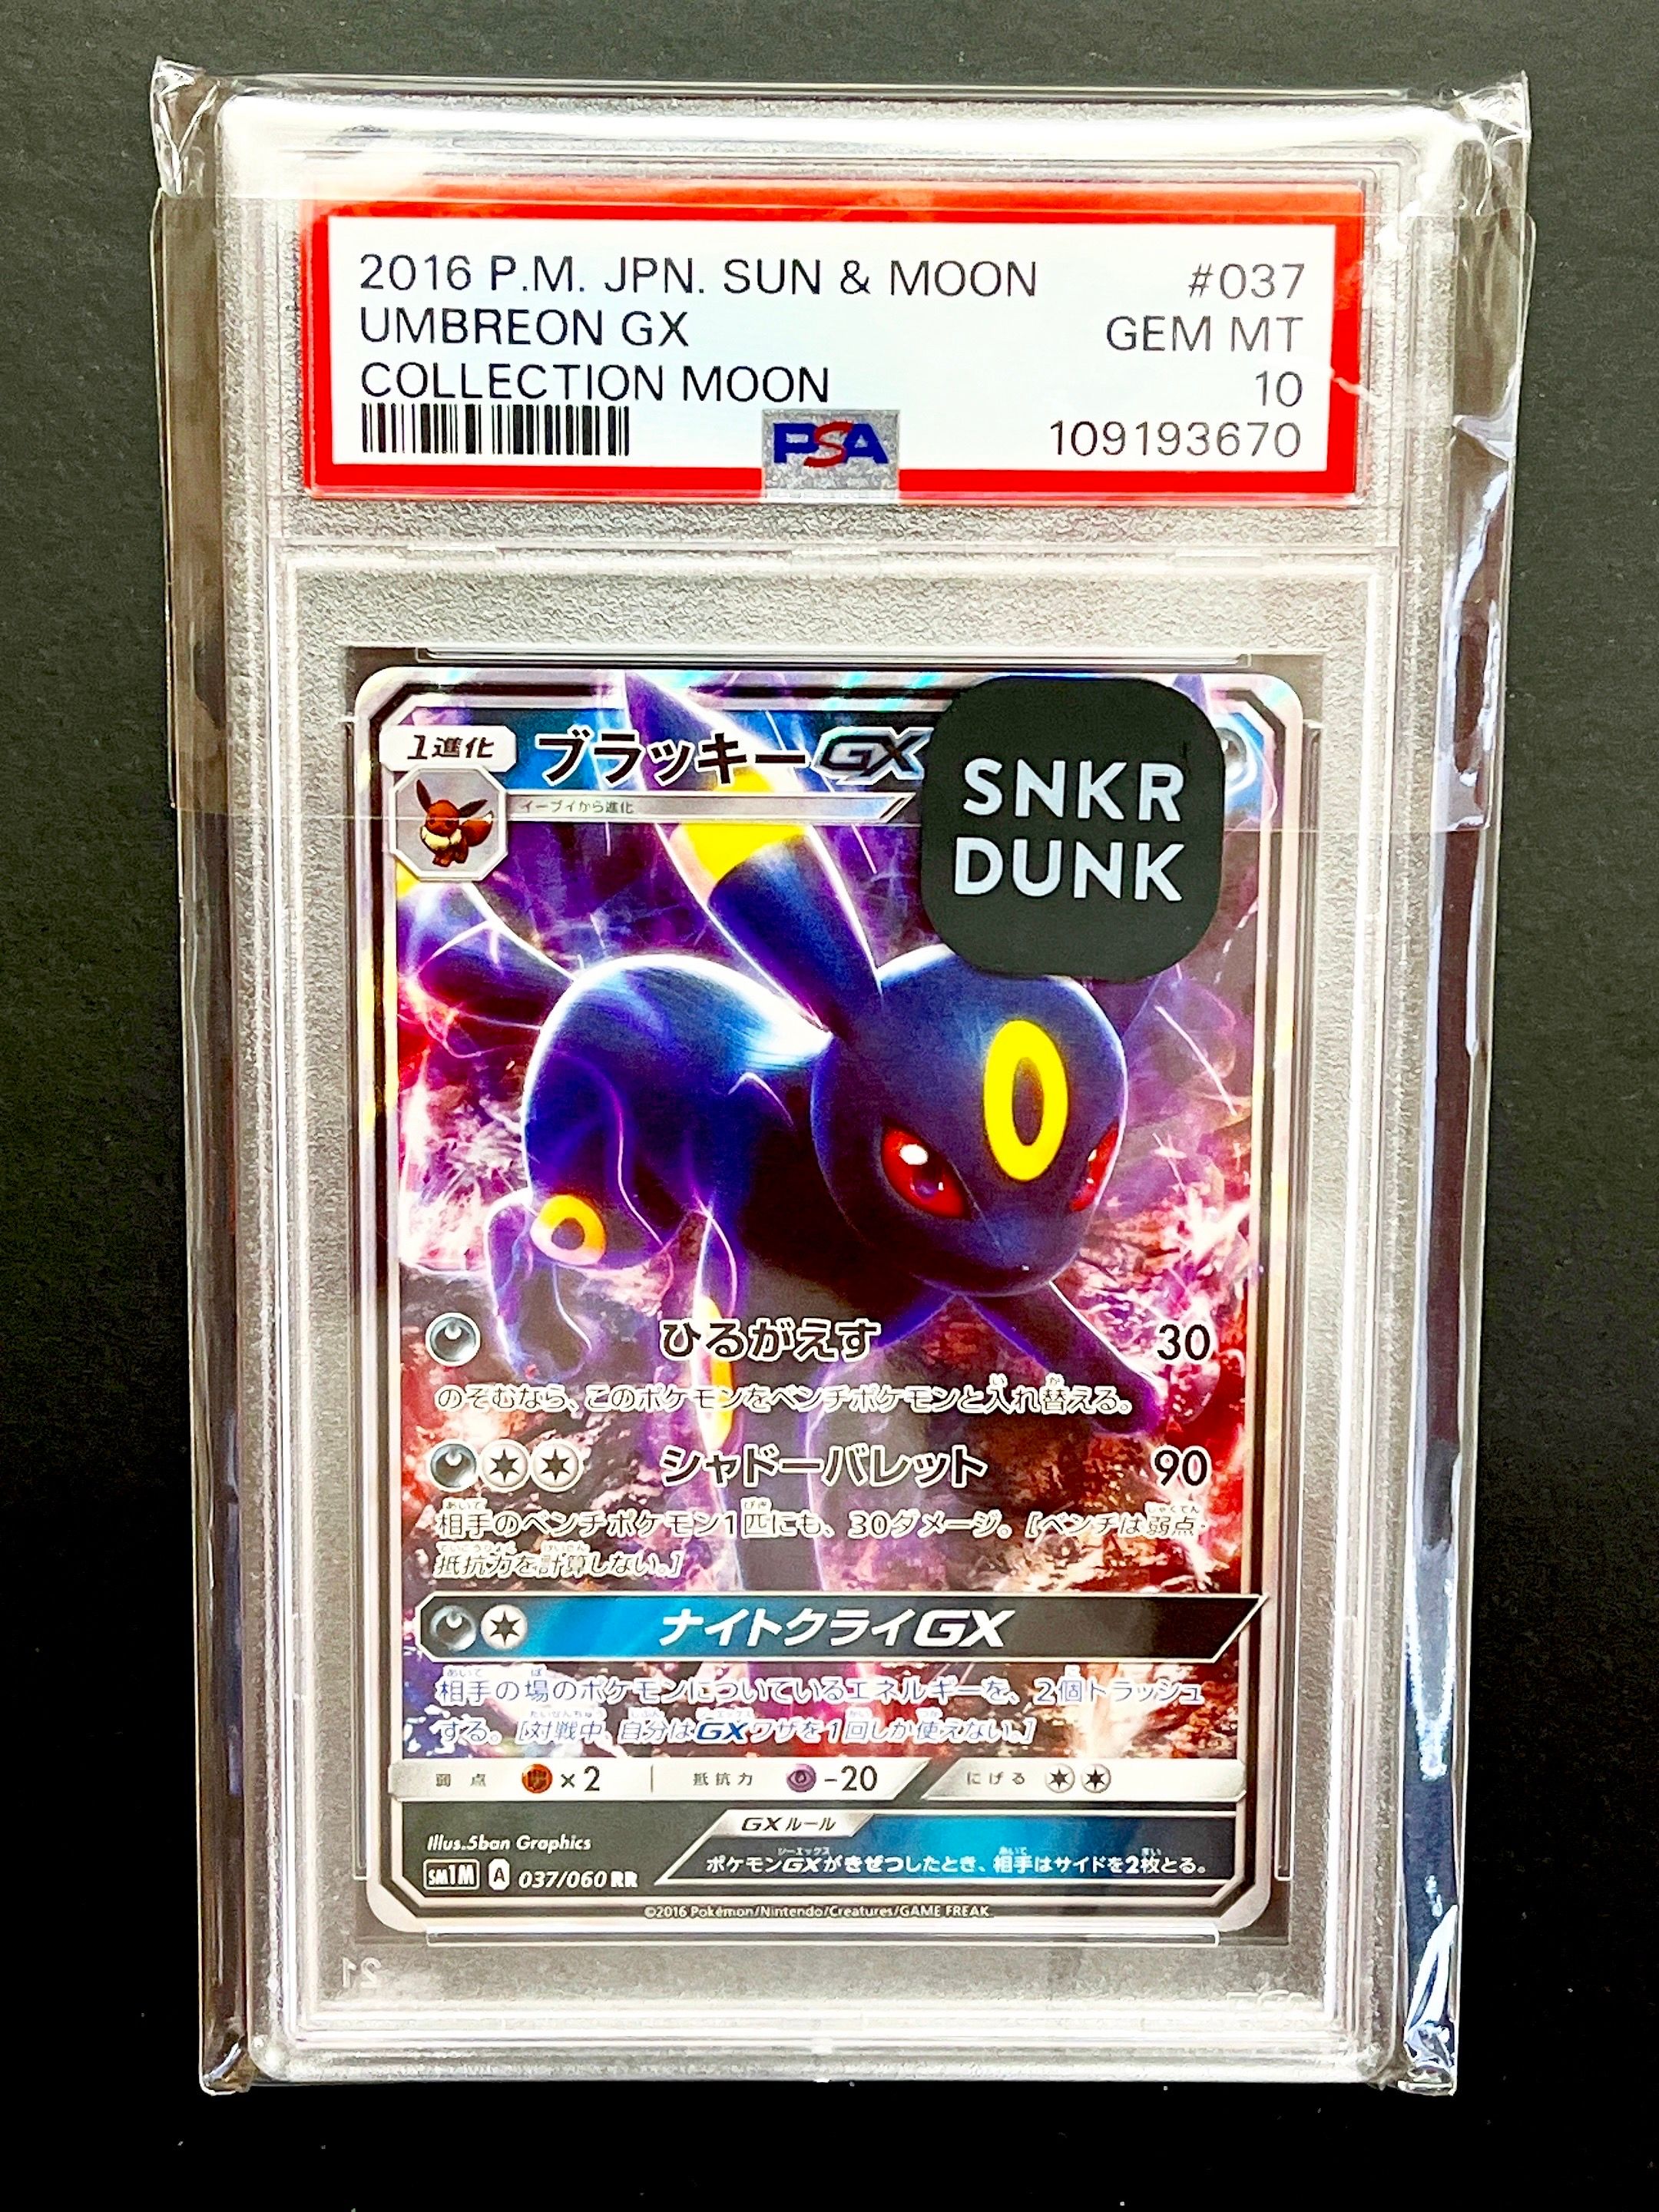 2016 P.M. JPN. SUN & MOON #037
UMBREON GX GEM MT
COLLECTION MOON 10
PSA 109193670
1進化 ブラッキーGX
イーブイから進化
SNKR
DUNK
ひるがえす 30
のぞむなら、このポケモンをベンチポケモンと入れ替える。
シャドーバレット 90
相手のベンチポケモン1匹にも、30ダメージ。[ベンチは弱点・
抵抗力を計算しない。]
ナイトクライGX
相手の場のポケモンについているエネルギーを、2個トラッシュ
する。[対戦中、自分はGXワザを1回しか使えない。]
弱点 ×2 抵抗力 -20 にげる
GXルール
Illus.5ban Graphics
ポケモンGXがきぜつしたとき、相手はサイドを2枚とる。
SM1M A 037/060 RR
©2016 Pokémon/Nintendo/Creatures/GAME FREAK.